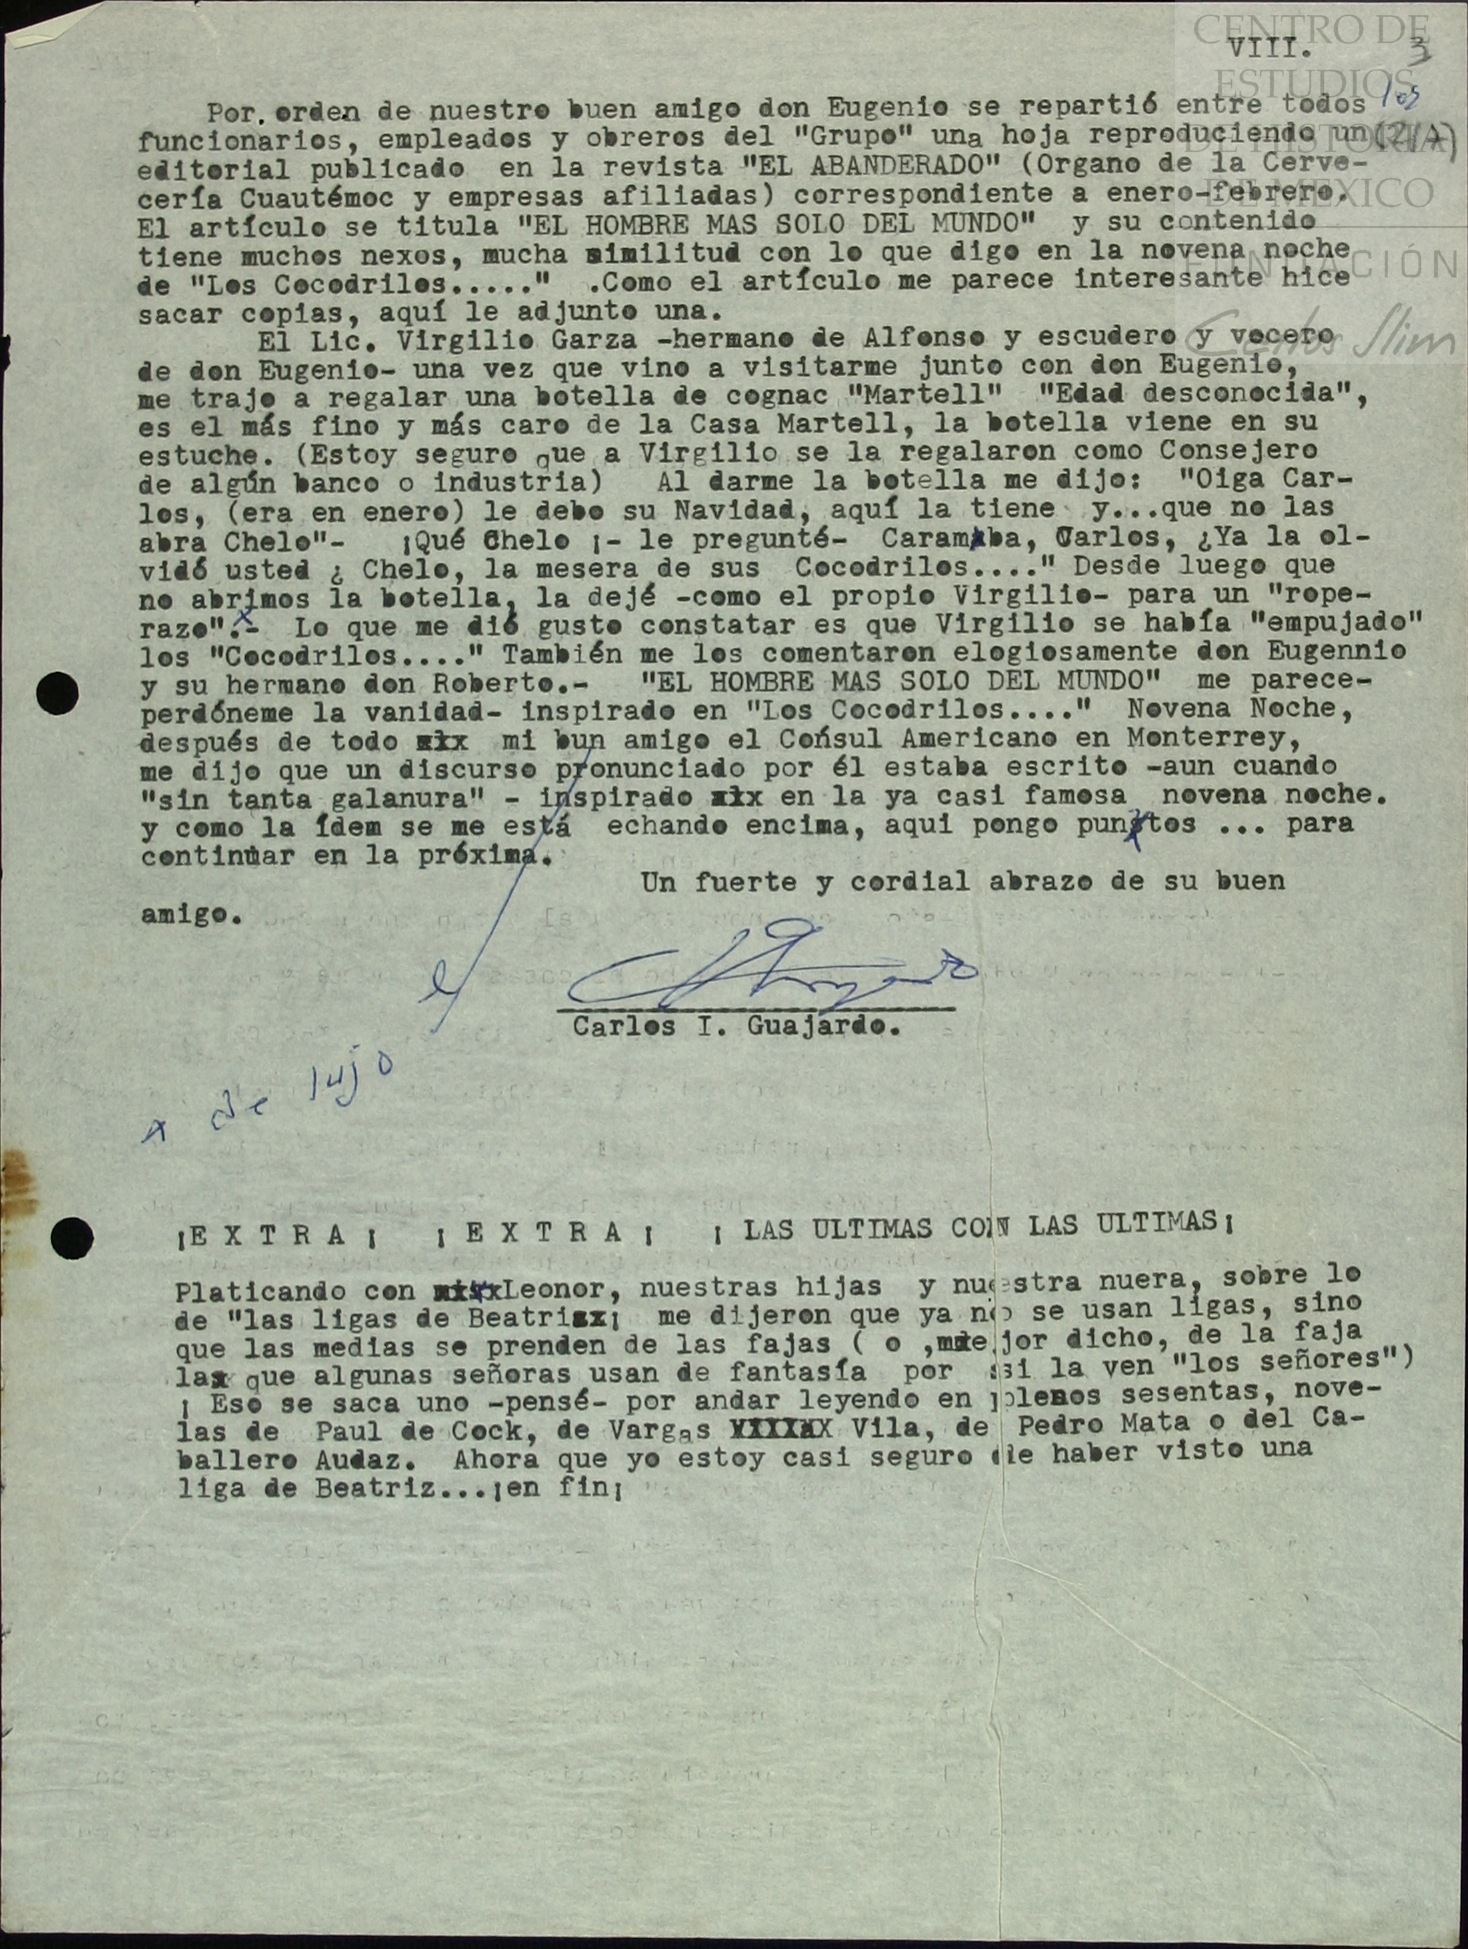 CENTRO DE
ESTUDIOS
DE HISTORIA
DE MEXICO
FUNDACIÓN
Carlos Slim
VIII. 3
Por. orden de nuestro buen amigo don Eugenio se repartió entre todos los
funcionarios, empleados y obreros del "Grupo" una hoja reproduciendo un
editorial publicado en la revista "EL ABANDERADO" (Organo de la Cerve-
cería Cuautémoc y empresas afiliadas) correspondiente a enero-febrero.
El artículo se titula "EL HOMBRE MAS SOLO DEL MUNDO" y su contenido
tiene muchos nexos, mucha similitud con lo que digo en la novena noche
de "Los Cocodrilos....." .Como el artículo me parece interesante hice
sacar copias, aquí le adjunto una.
El Lic. Virgilio Garza -hermano de Alfonso y escudero y vocero
de don Eugenio- una vez que vino a visitarme junto con don Eugenio,
me trajo a regalar una botella de cognac "Martell" "Edad desconocida",
es el más fino y más caro de la Casa Martell, la botella viene en su
estuche. (Estoy seguro que a Virgilio se la regalaron como Consejero
de algún banco o industria) Al darme la botella me dijo: "Oiga Car-
los, (era en enero) le debo su Navidad, aquí la tiene y...que no las
abra Chelo"- ¡Qué Chelo ¡- le pregunté- Caramba, Carlos, ¿Ya la ol-
vidó usted ¿ Chelo, la mesera de sus Cocodrilos...." Desde luego que
no abrimos la botella, la dejé -como el propio Virgilio- para un "rope-
razo".x- Lo que me dió gusto constatar es que Virgilio se había "empujado"
los "Cocodrilos...." También me los comentaron elogiosamente don Eugennio
y su hermano don Roberto.- "EL HOMBRE MAS SOLO DEL MUNDO" me parece-
perdóneme la vanidad- inspirado en "Los Cocodrilos...." Novena Noche,
después de todo xix mi bun amigo el Cońsul Americano en Monterrey,
me dijo que un discurso pronunciado por él estaba escrito -aun cuando
"sin tanta galanura" - inspirado xix en la ya casi famosa novena noche.
y como la ídem se me está echando encima, aqui pongo puntos ... para
continuar en la próxima.
Un fuerte y cordial abrazo de su buen
amigo.
e
Carlos I. Guajardo.
x de lujo
¡E X T R A ¡ ¡ E X T R A ¡ ¡ LAS ULTIMAS CON LAS ULTIMAS¡
Platicando con Leonor, nuestras hijas y nuestra nuera, sobre lo
de "las ligas de Beatriz¡ me dijeron que ya no se usan ligas, sino
que las medias se prenden de las fajas ( o ,mejor dicho, de la faja
lax que algunas señoras usan de fantasía por si la ven "los señores")
¡ Eso se saca uno -pensé- por andar leyendo en plenos sesentas, nove-
las de Paul de Cock, de Vargas Vila, de Pedro Mata o del Ca-
ballero Audaz. Ahora que yo estoy casi seguro de haber visto una
liga de Beatriz...¡en fin¡